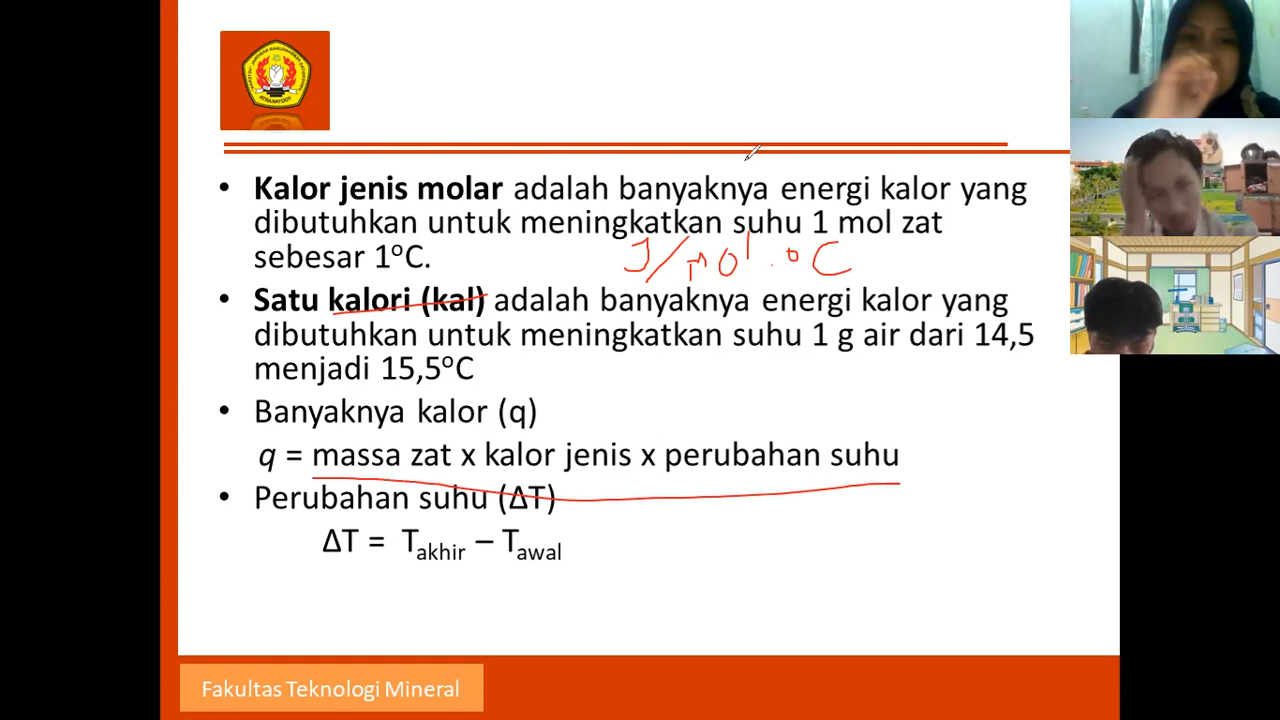 • Kalor jenis molar adalah banyaknya energi kalor yang
dibutuhkan untuk meningkatkan suhu 1 mol zat
sebesar 1°C.
J/mol . °C
• Satu kalori (kal) adalah banyaknya energi kalor yang
dibutuhkan untuk meningkatkan suhu 1 g air dari 14,5
menjadi 15,5°C
• Banyaknya kalor (q)
q = massa zat x kalor jenis x perubahan suhu
• Perubahan suhu (ΔT)
ΔT = Takhir – Tawal
Fakultas Teknologi Mineral